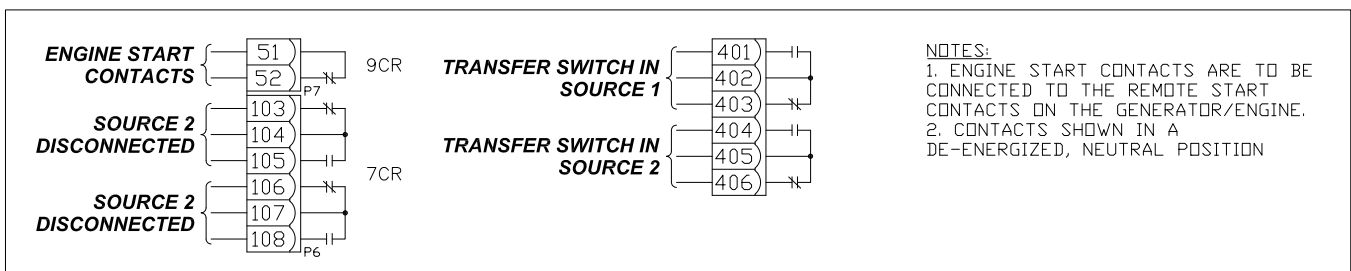 ENGINE START
CONTACTS
51
52
P7
9CR
SOURCE 2
DISCONNECTED
103
104
105
7CR
SOURCE 2
DISCONNECTED
106
107
108
P6
TRANSFER SWITCH IN
SOURCE 1
401
402
403
TRANSFER SWITCH IN
SOURCE 2
404
405
406
NOTES:
1. ENGINE START CONTACTS ARE TO BE
CONNECTED TO THE REMOTE START
CONTACTS ON THE GENERATOR/ENGINE.
2. CONTACTS SHOWN IN A
DE-ENERGIZED, NEUTRAL POSITION